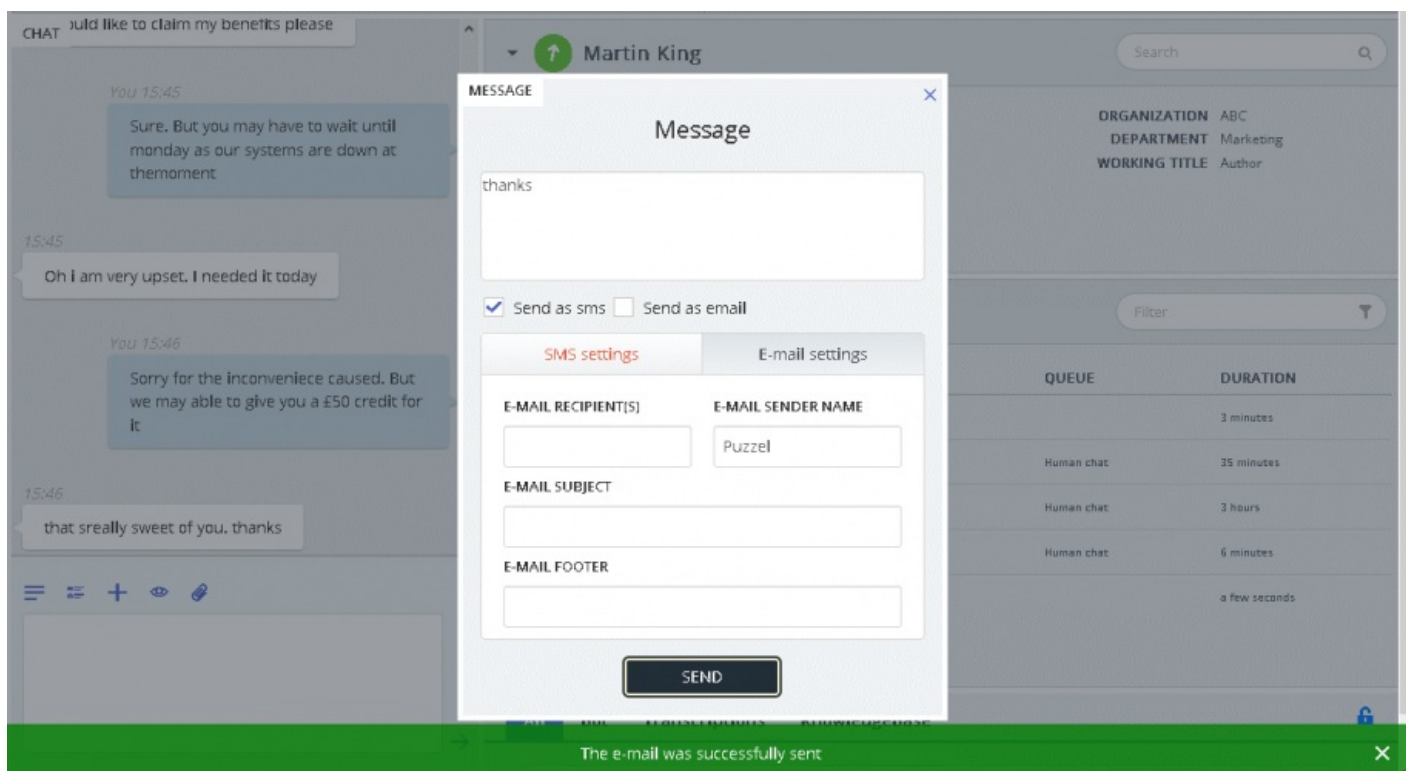 CHAT
ould like to claim my benefits please
You 15:45
Sure. But you may have to wait until
monday as our systems are down at
themoment
15:45
Oh i am very upset. I needed it today
You 15:46
Sorry for the inconveniece caused. But
we may able to give you a £50 credit for
it
15:46
that sreally sweet of you. thanks
Martin King
Search
ORGANIZATION ABC
DEPARTMENT Marketing
WORKING TITLE Author
Filter
QUEUE DURATION
3 minutes
Human chat 35 minutes
Human chat 3 hours
Human chat 6 minutes
a few seconds
MESSAGE
Message
thanks
Send as sms Send as email
SMS settings E-mail settings
E-MAIL RECIPIENT(S) E-MAIL SENDER NAME
Puzzel
E-MAIL SUBJECT
E-MAIL FOOTER
SEND
Transcriptions Knowledgebase
The e-mail was successfully sent